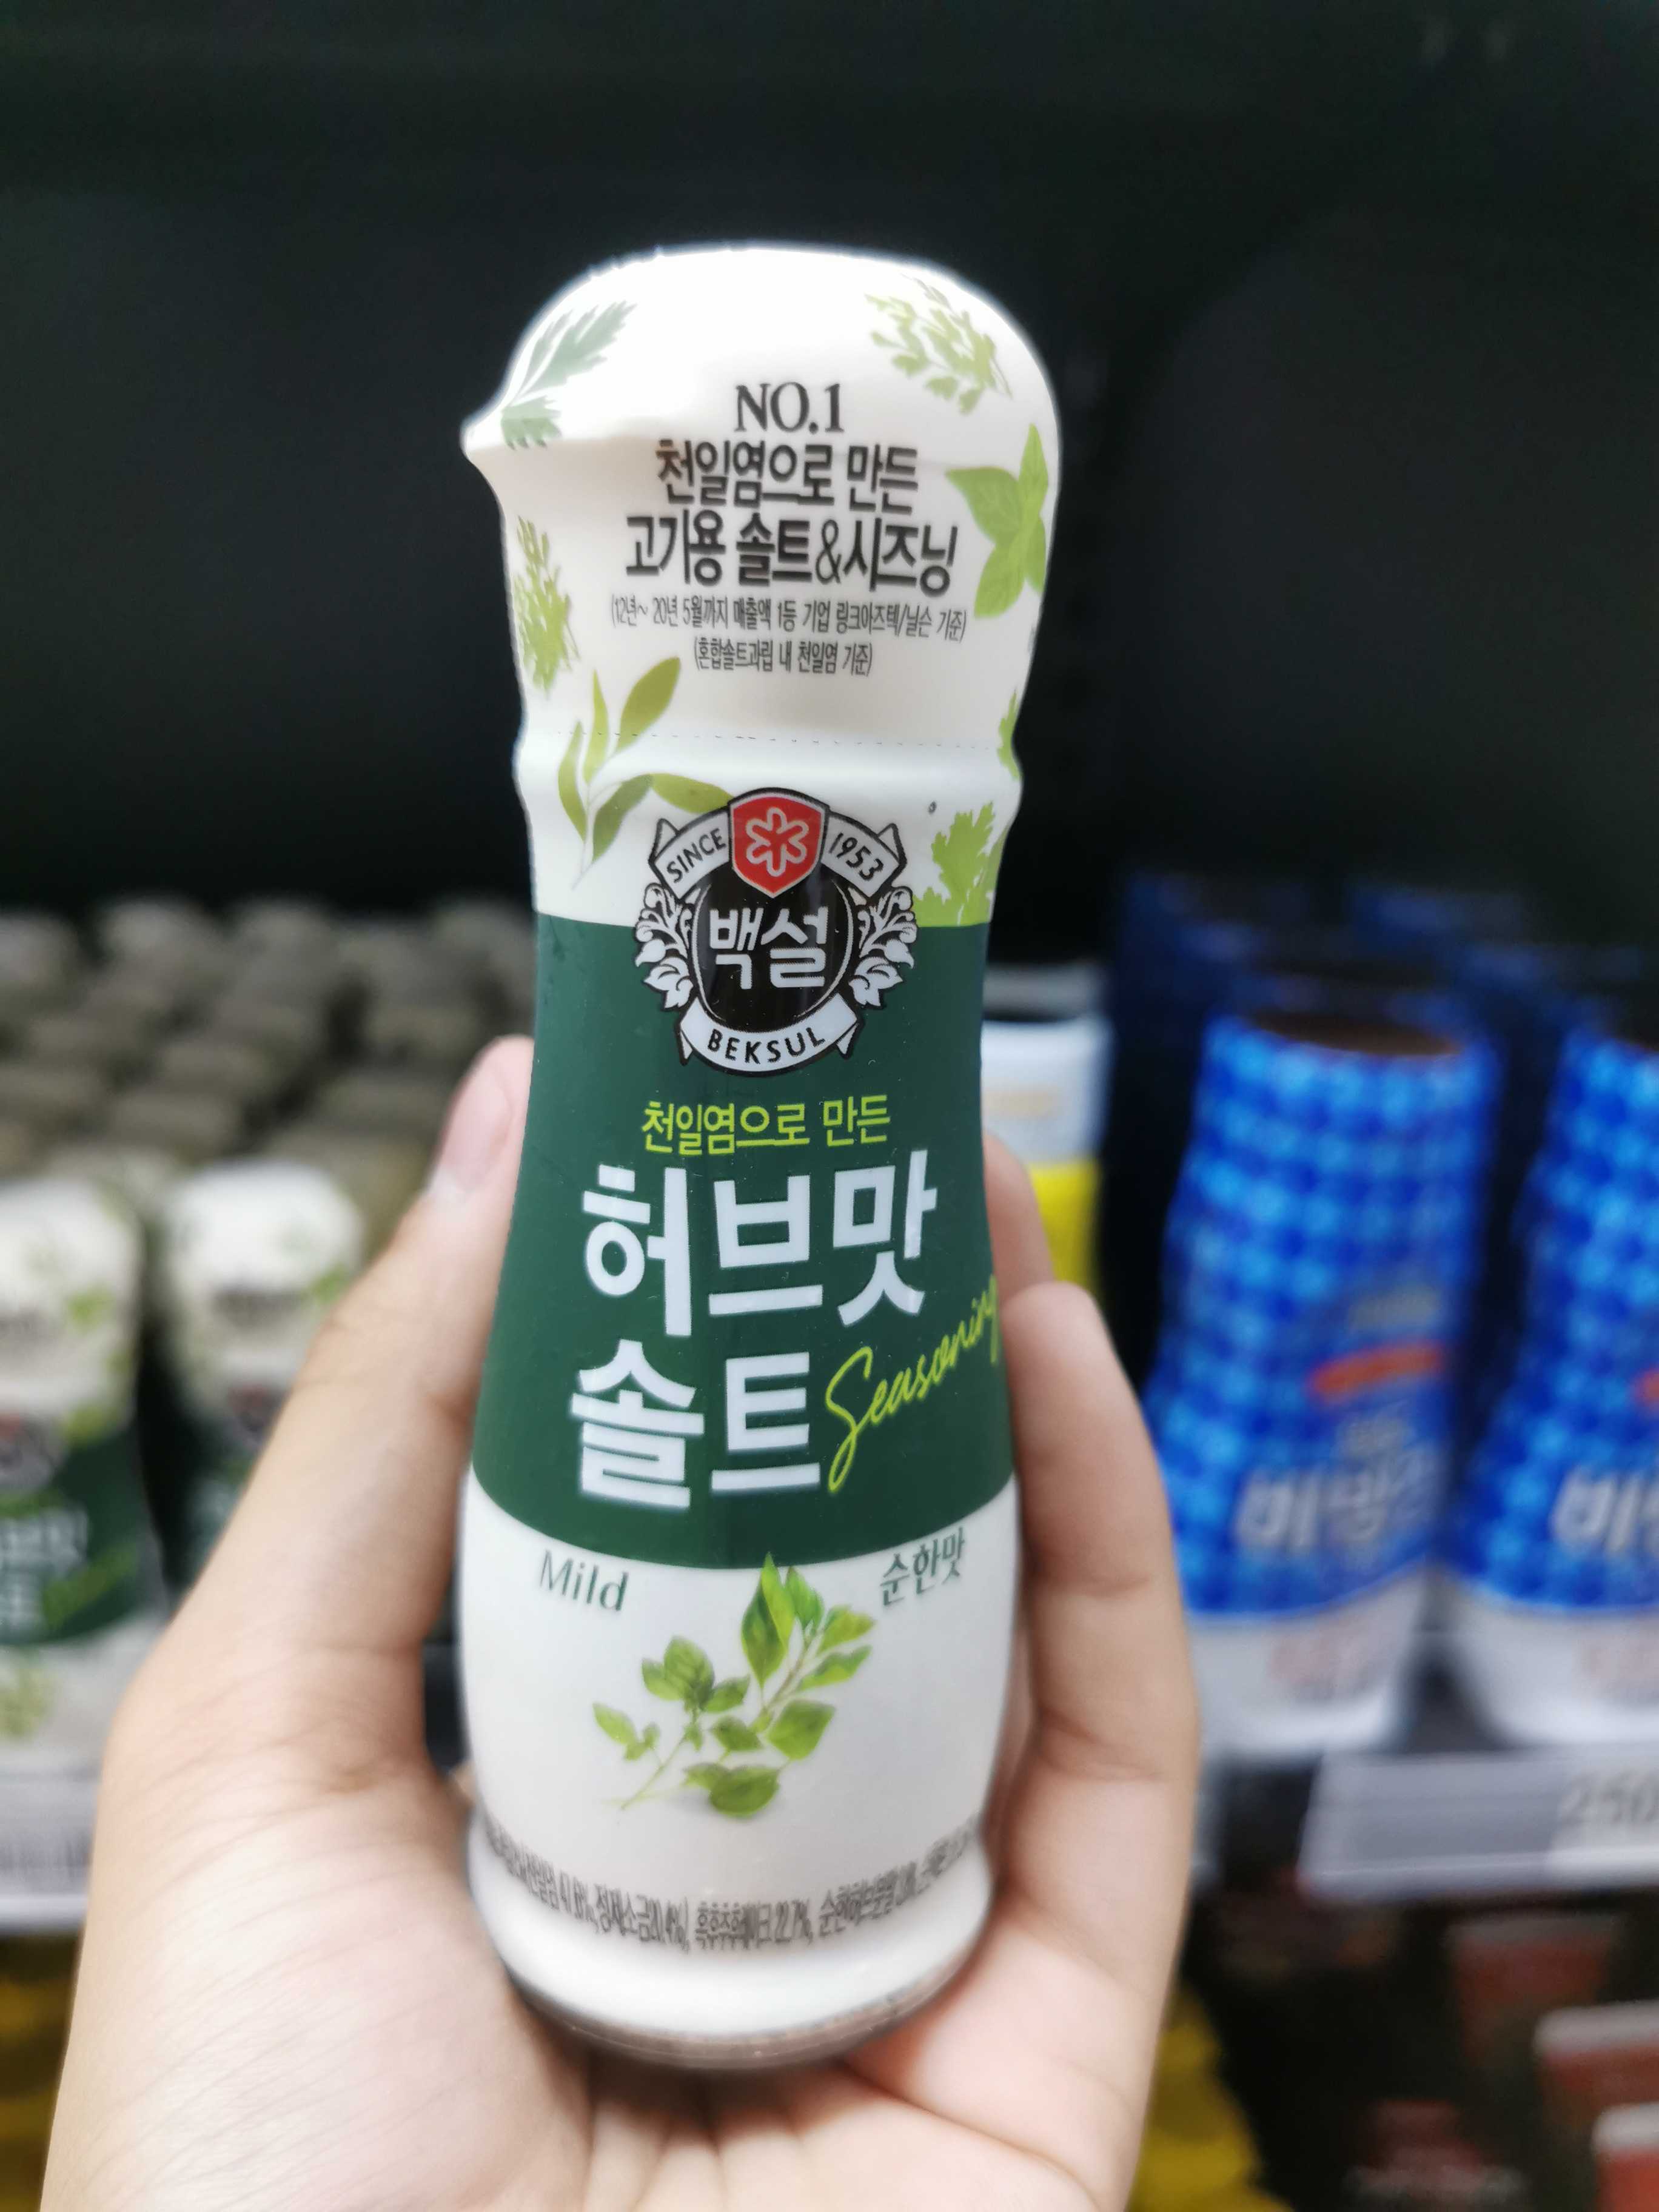 NO.1
천일염으로 만든
고기용 솔트&시즈닝
(12년~ 20년 5월까지 매출액 1등 기업 링크아즈텍/닐슨 기준)
(혼합솔트과립 내 천일염 기준)
SINCE 1953
백설
BEKSUL
천일염으로 만든
허브맛
솔트 Seasoning
Mild 순한맛